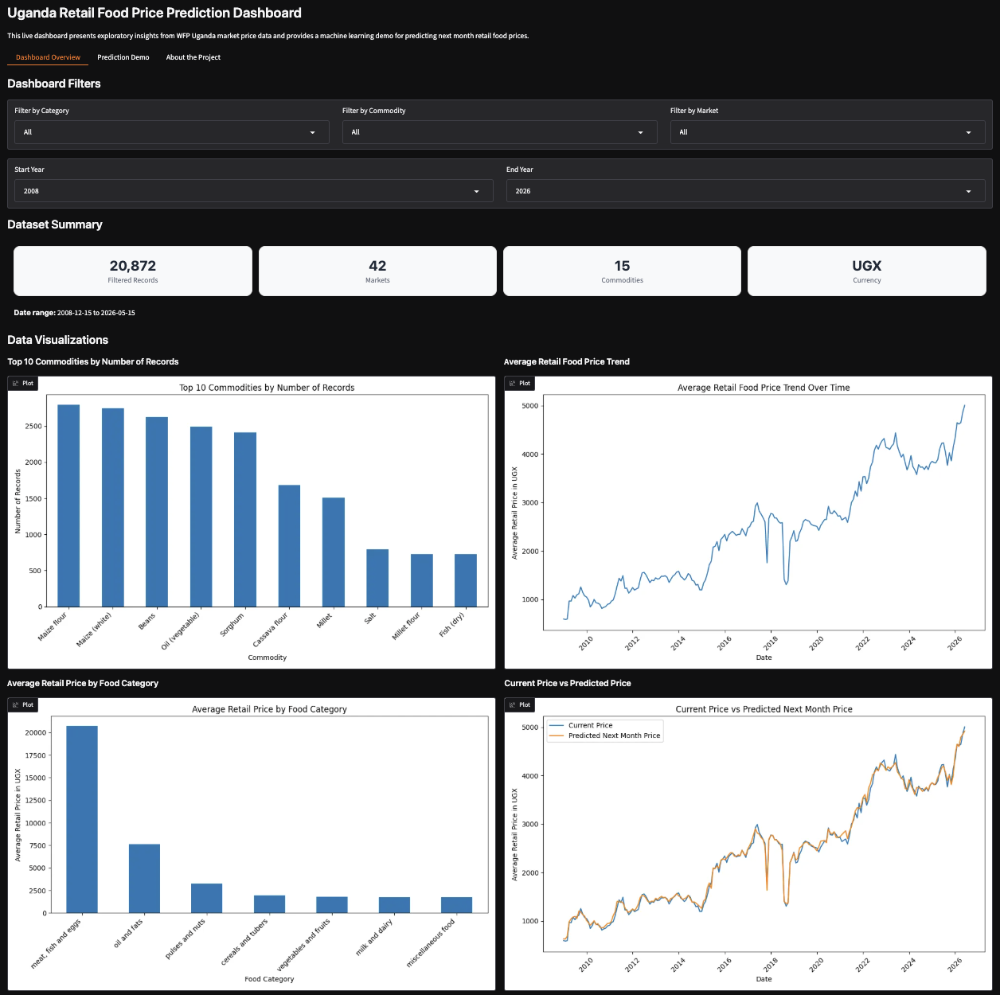 Uganda Retail Food Price Prediction Dashboard
This live dashboard presents exploratory insights from WFP Uganda market price data and provides a machine learning demo for predicting next month retail food prices.
Dashboard Overview
Prediction Demo
About the Project
Dashboard Filters
Filter by Category
Filter by Commodity
Filter by Market
All
All
All
Start Year
End Year
2008
2026
Dataset Summary
20,872
Filtered Records
42
Markets
15
Commodities
UGX
Currency
Date range: 2008-12-15 to 2026-05-15
Data Visualizations
Top 10 Commodities by Number of Records
Plot
Top 10 Commodities by Number of Records
Number of Records
2500
2000
1500
1000
500
0
Maize flour
Maize (white)
Beans
Oil (vegetable)
Sorghum
Cassava flour
Millet
Salt
Millet flour
Fish (dry)
Commodity
Average Retail Food Price Trend
Plot
Average Retail Food Price Trend Over Time
Average Retail Price in UGX
5000
4000
3000
2000
1000
2010
2012
2014
2016
2018
2020
2022
2024
2026
Date
Average Retail Price by Food Category
Plot
Average Retail Price by Food Category
Average Retail Price in UGX
20000
17500
15000
12500
10000
7500
5000
2500
0
meat, fish and eggs
oil and fats
pulses and nuts
cereals and tubers
vegetables and fruits
milk and dairy
miscellaneous food
Food Category
Current Price vs Predicted Price
Plot
Current Price vs Predicted Next Month Price
Current Price
Predicted Next Month Price
Average Retail Price in UGX
5000
4000
3000
2000
1000
2010
2012
2014
2016
2018
2020
2022
2024
2026
Date